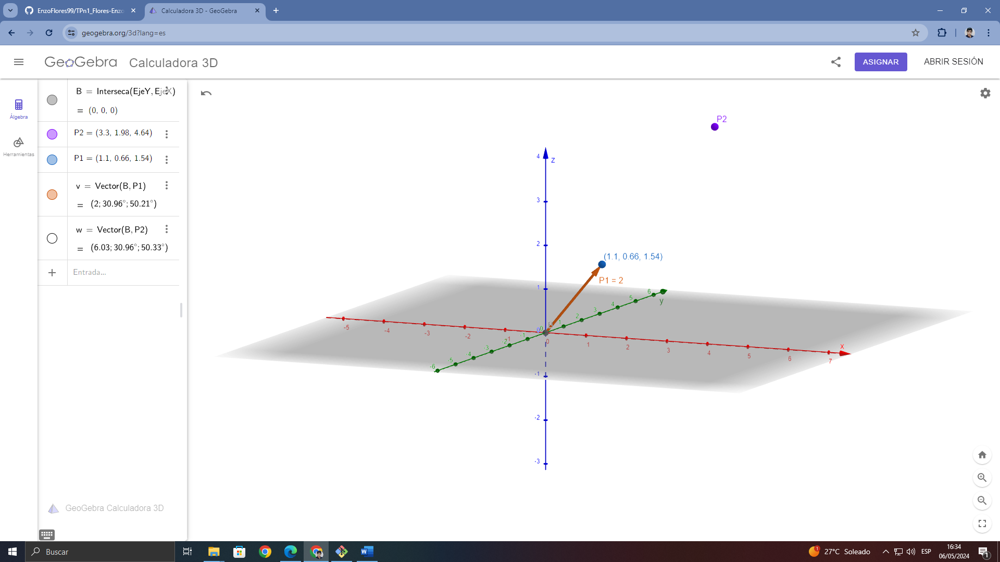 EnzoFlores99/TPn1_Flores-Enzo
Calculadora 3D - GeoGebra
geogebra.org/3d?lang=es
GeoGebra Calculadora 3D
ASIGNAR
ABRIR SESIÓN
Álgebra
Herramientas
B = Interseca(EjeY, EjeX)
= (0, 0, 0)
P2 = (3.3, 1.98, 4.64)
P1 = (1.1, 0.66, 1.54)
v = Vector(B, P1)
= (2; 30.96°; 50.21°)
w = Vector(B, P2)
= (6.03; 30.96°; 50.33°)
Entrada...
GeoGebra Calculadora 3D
P2
4
z
3
2
(1.1, 0.66, 1.54)
P1 = 2
1
6
5
y
4
3
2
1
0
0
-5
-4
-3
-2
-1
0
1
2
3
4
5
6
7
x
-1
-2
-3
-4
-5
-6
-1
-2
-3
Buscar
1
27°C Soleado
ESP
16:34
06/05/2024
1